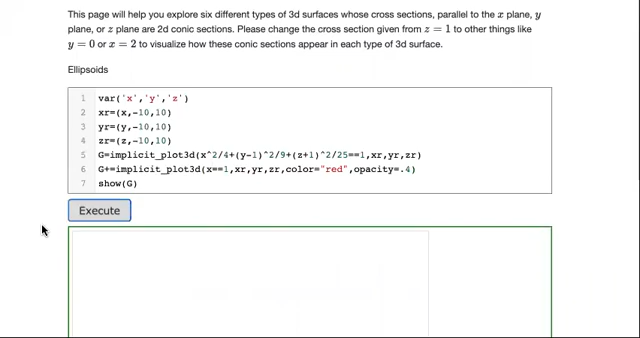 This page will help you explore six different types of 3d surfaces whose cross sections, parallel to the x plane, y
plane, or z plane are 2d conic sections. Please change the cross section given from z = 1 to other things like
y = 0 or x = 2 to visualize how these conic sections appear in each type of 3d surface.
Ellipsoids
1 var('x','y','z')
2 xr=(x,-10,10)
3 yr=(y,-10,10)
4 zr=(z,-10,10)
5 G=implicit_plot3d(x^2/4+(y-1)^2/9+(z+1)^2/25==1,xr,yr,zr)
6 G+=implicit_plot3d(x==1,xr,yr,zr,color="red",opacity=.4)
7 show(G)
Execute